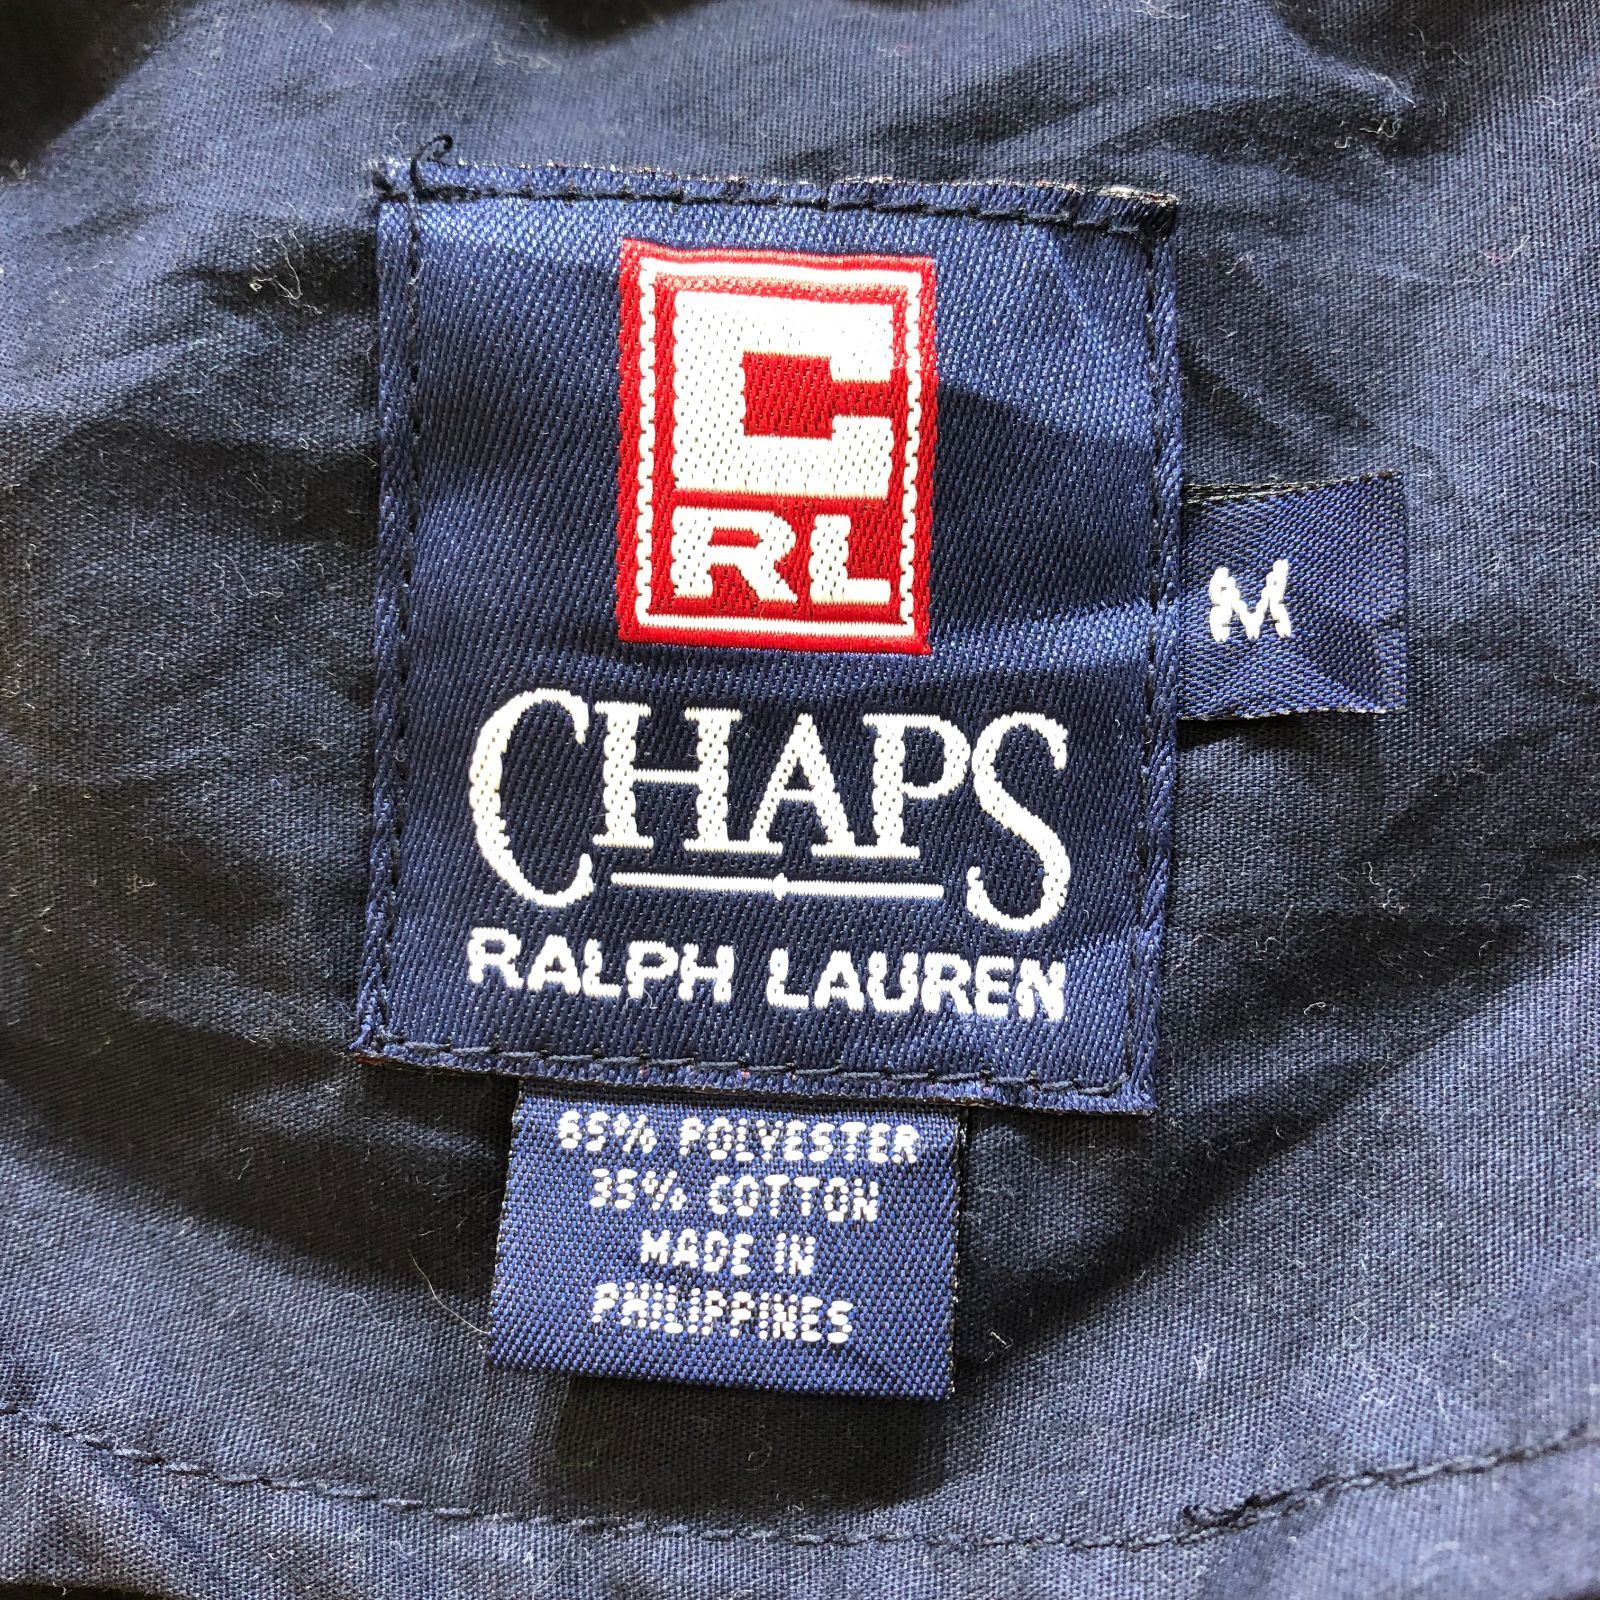 C
RL
CHAPS
RALPH LAUREN
M
65% POLYESTER
35% COTTON
MADE IN
PHILIPPINES